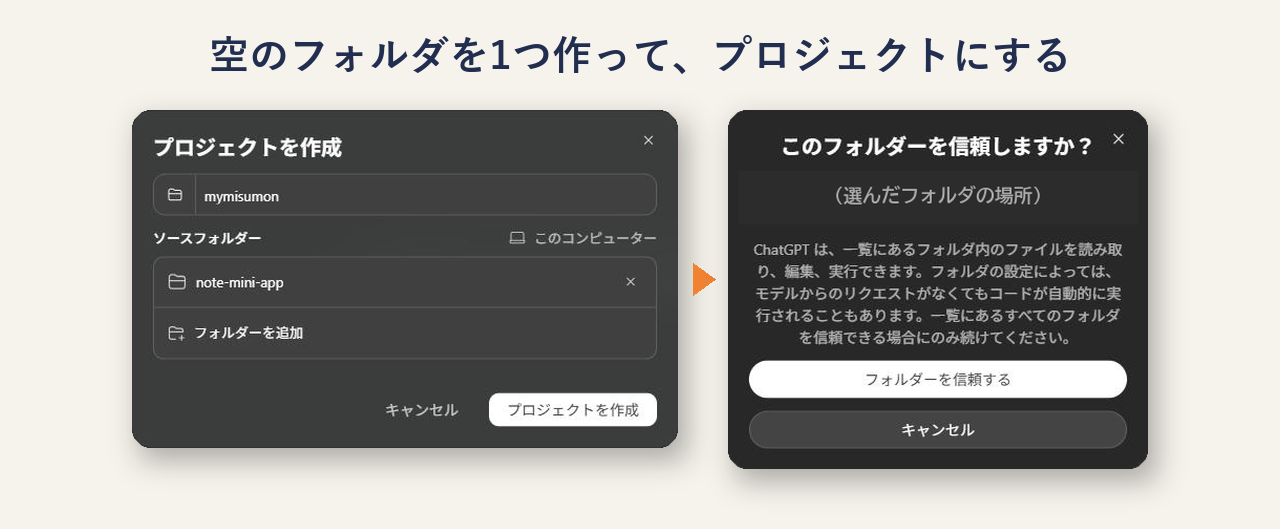 空のフォルダを1つ作って、プロジェクトにする
プロジェクトを作成
mymisumon
ソースフォルダー
このコンピューター
note-mini-app
フォルダーを追加
キャンセル
プロジェクトを作成
このフォルダーを信頼しますか？
（選んだフォルダの場所）
ChatGPT は、一覧にあるフォルダ内のファイルを読み取
り、編集、実行できます。フォルダの設定によっては、
モデルからのリクエストがなくてもコードが自動的に実
行されることもあります。一覧にあるすべてのフォルダ
を信頼できる場合にのみ続けてください。
フォルダーを信頼する
キャンセル